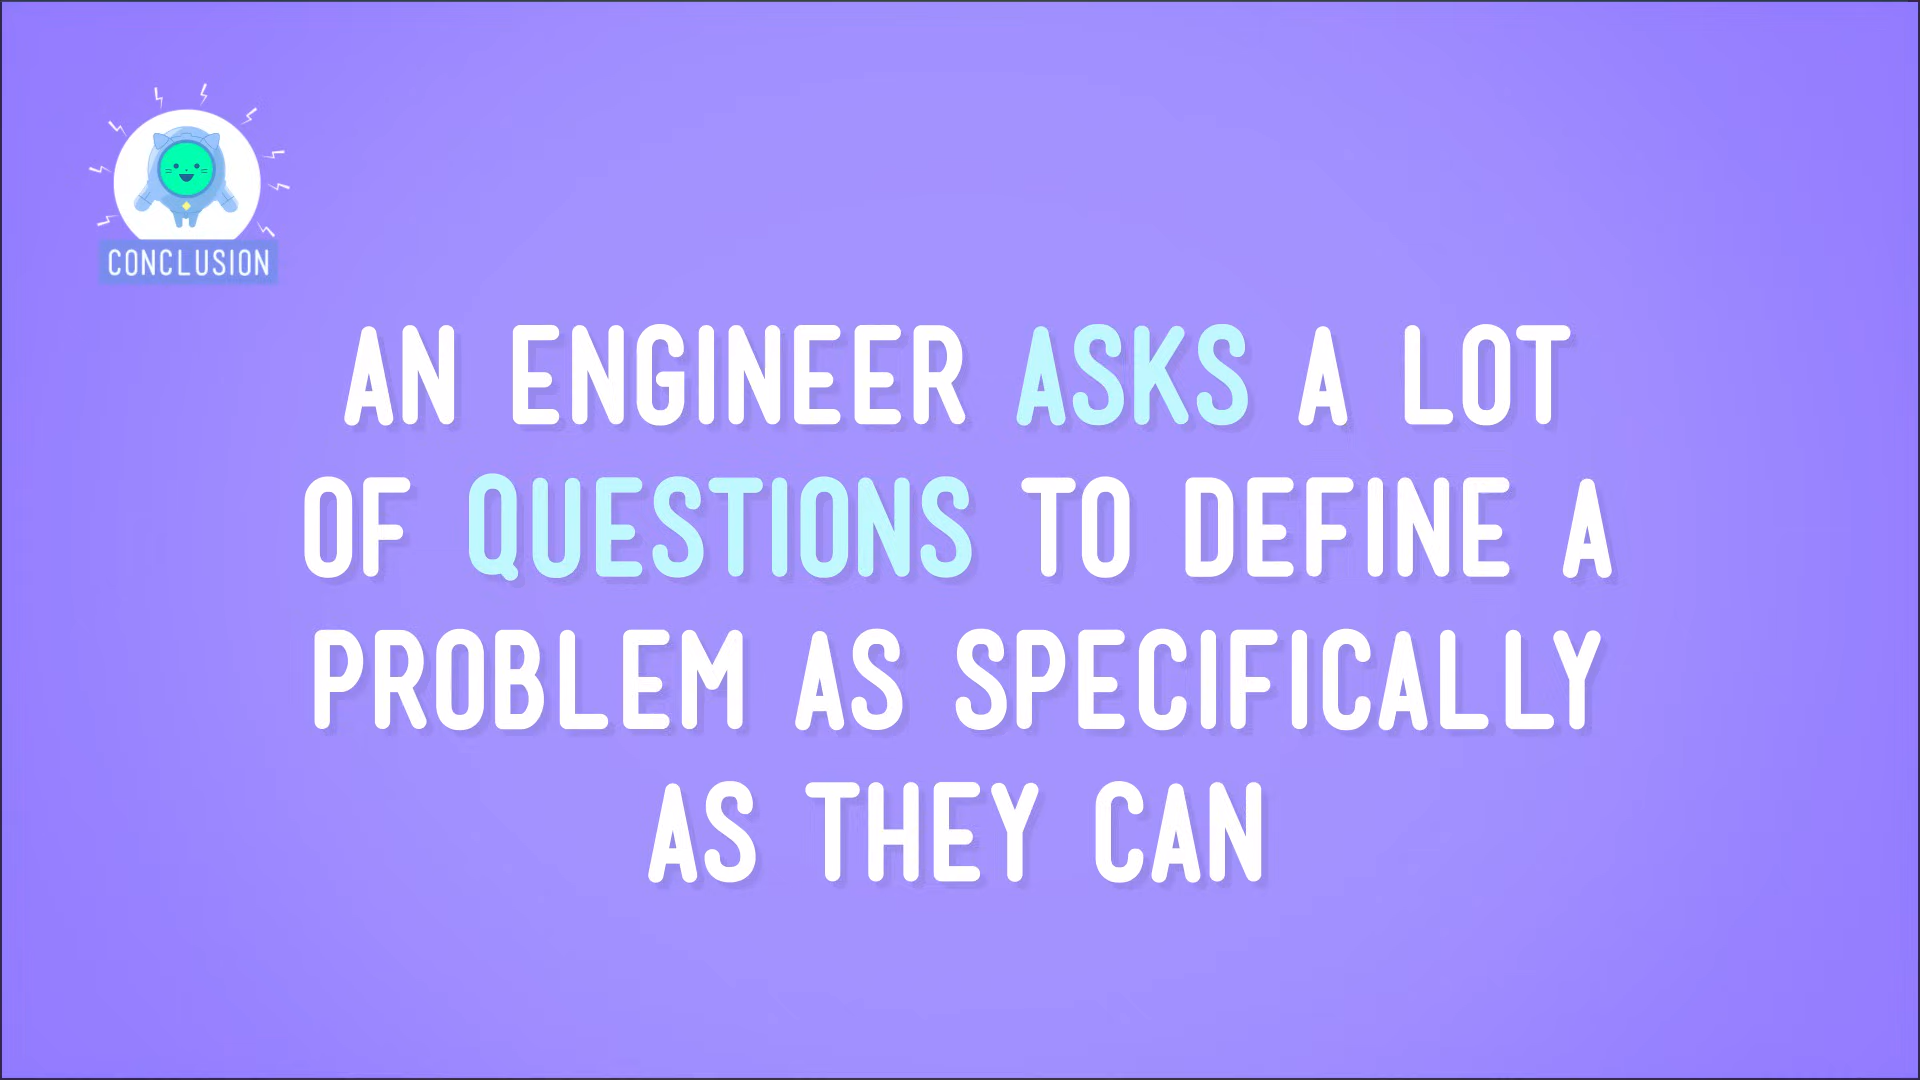 CONCLUSION
AN ENGINEER ASKS A LOT
OF QUESTIONS TO DEFINE A
PROBLEM AS SPECIFICALLY
AS THEY CAN